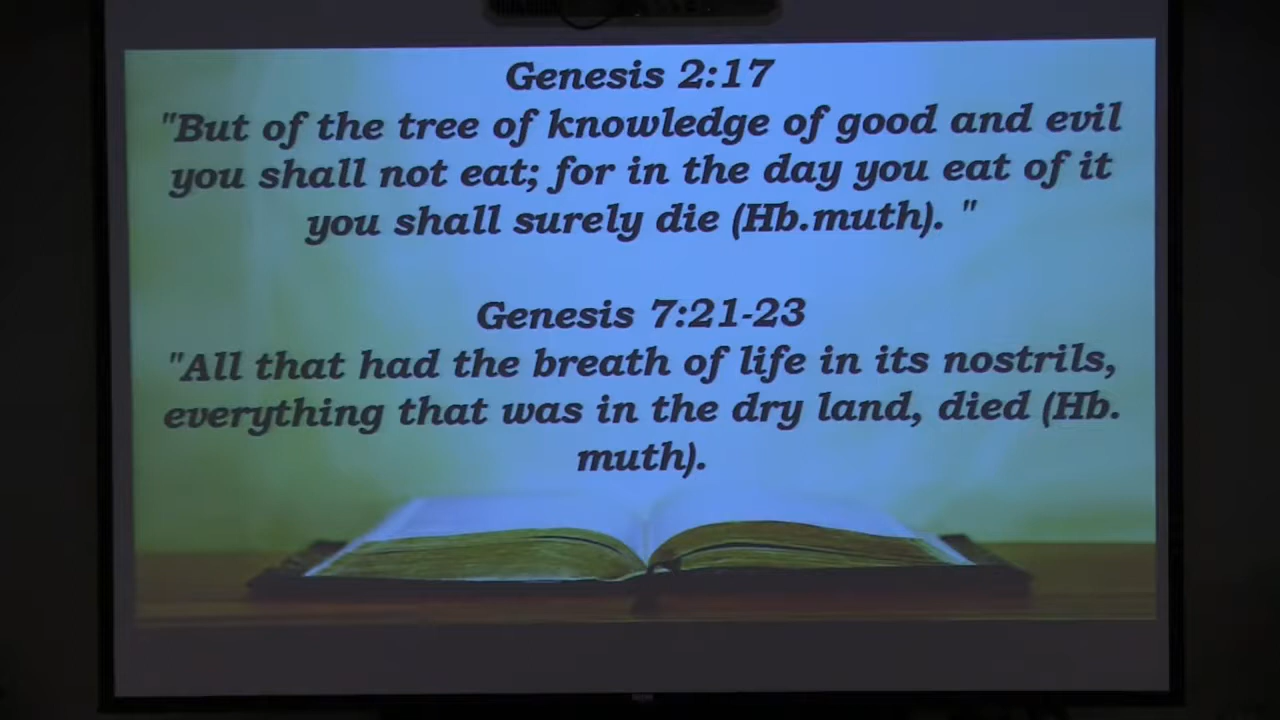 Genesis 2:17
"But of the tree of knowledge of good and evil
you shall not eat; for in the day you eat of it
you shall surely die (Hb.muth). "
Genesis 7:21-23
"All that had the breath of life in its nostrils,
everything that was in the dry land, died (Hb.
muth).